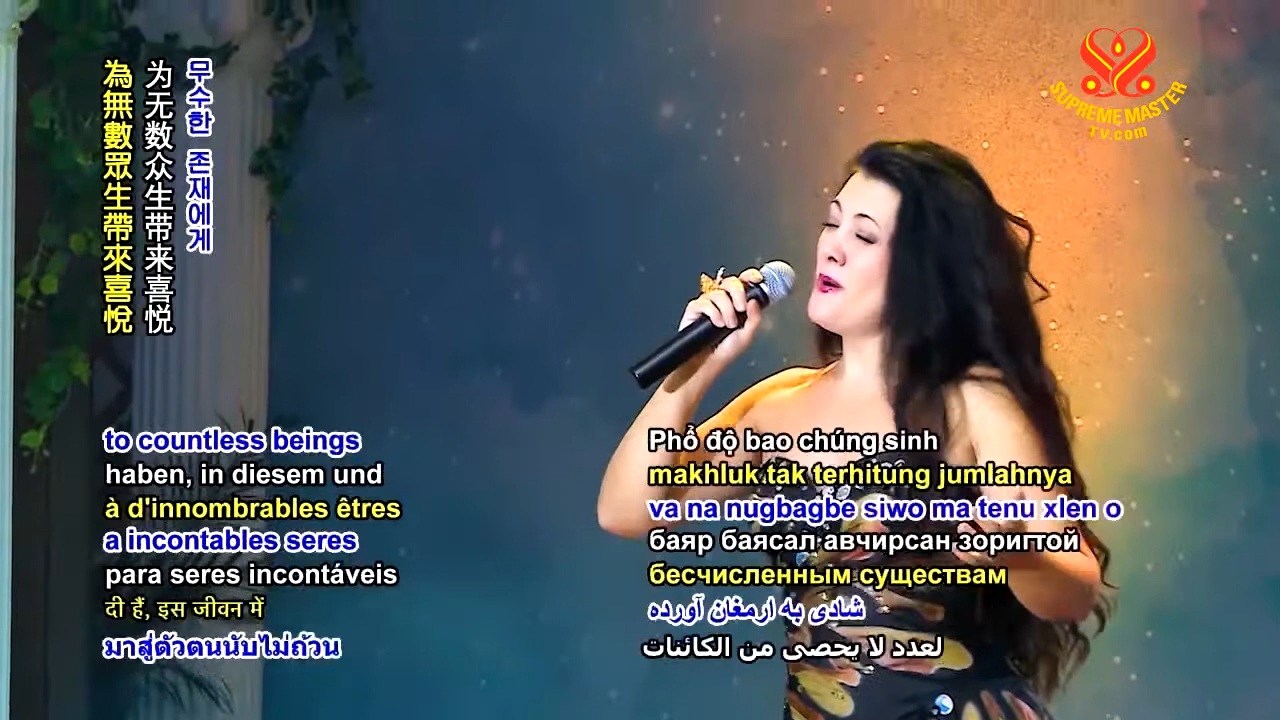 為無數眾生帶來喜悅
为无数众生带来喜悦
무수한 존재에게
SUPREME MASTER
TV.com
to countless beings
haben, in diesem und
à d'innombrables êtres
a incontables seres
para seres incontáveis
दी हैं, इस जीवन में
มาสู่ตัวตนนับไม่ถ้วน
Phổ độ bao chúng sinh
makhluk tak terhitung jumlahnya
va na nugbagbe siwo ma tenu xlen o
баяр баясал авчирсан зоригтой
бесчисленным существам
شادی به ارمغان آورده
لعدد لا يحصى من الكائنات